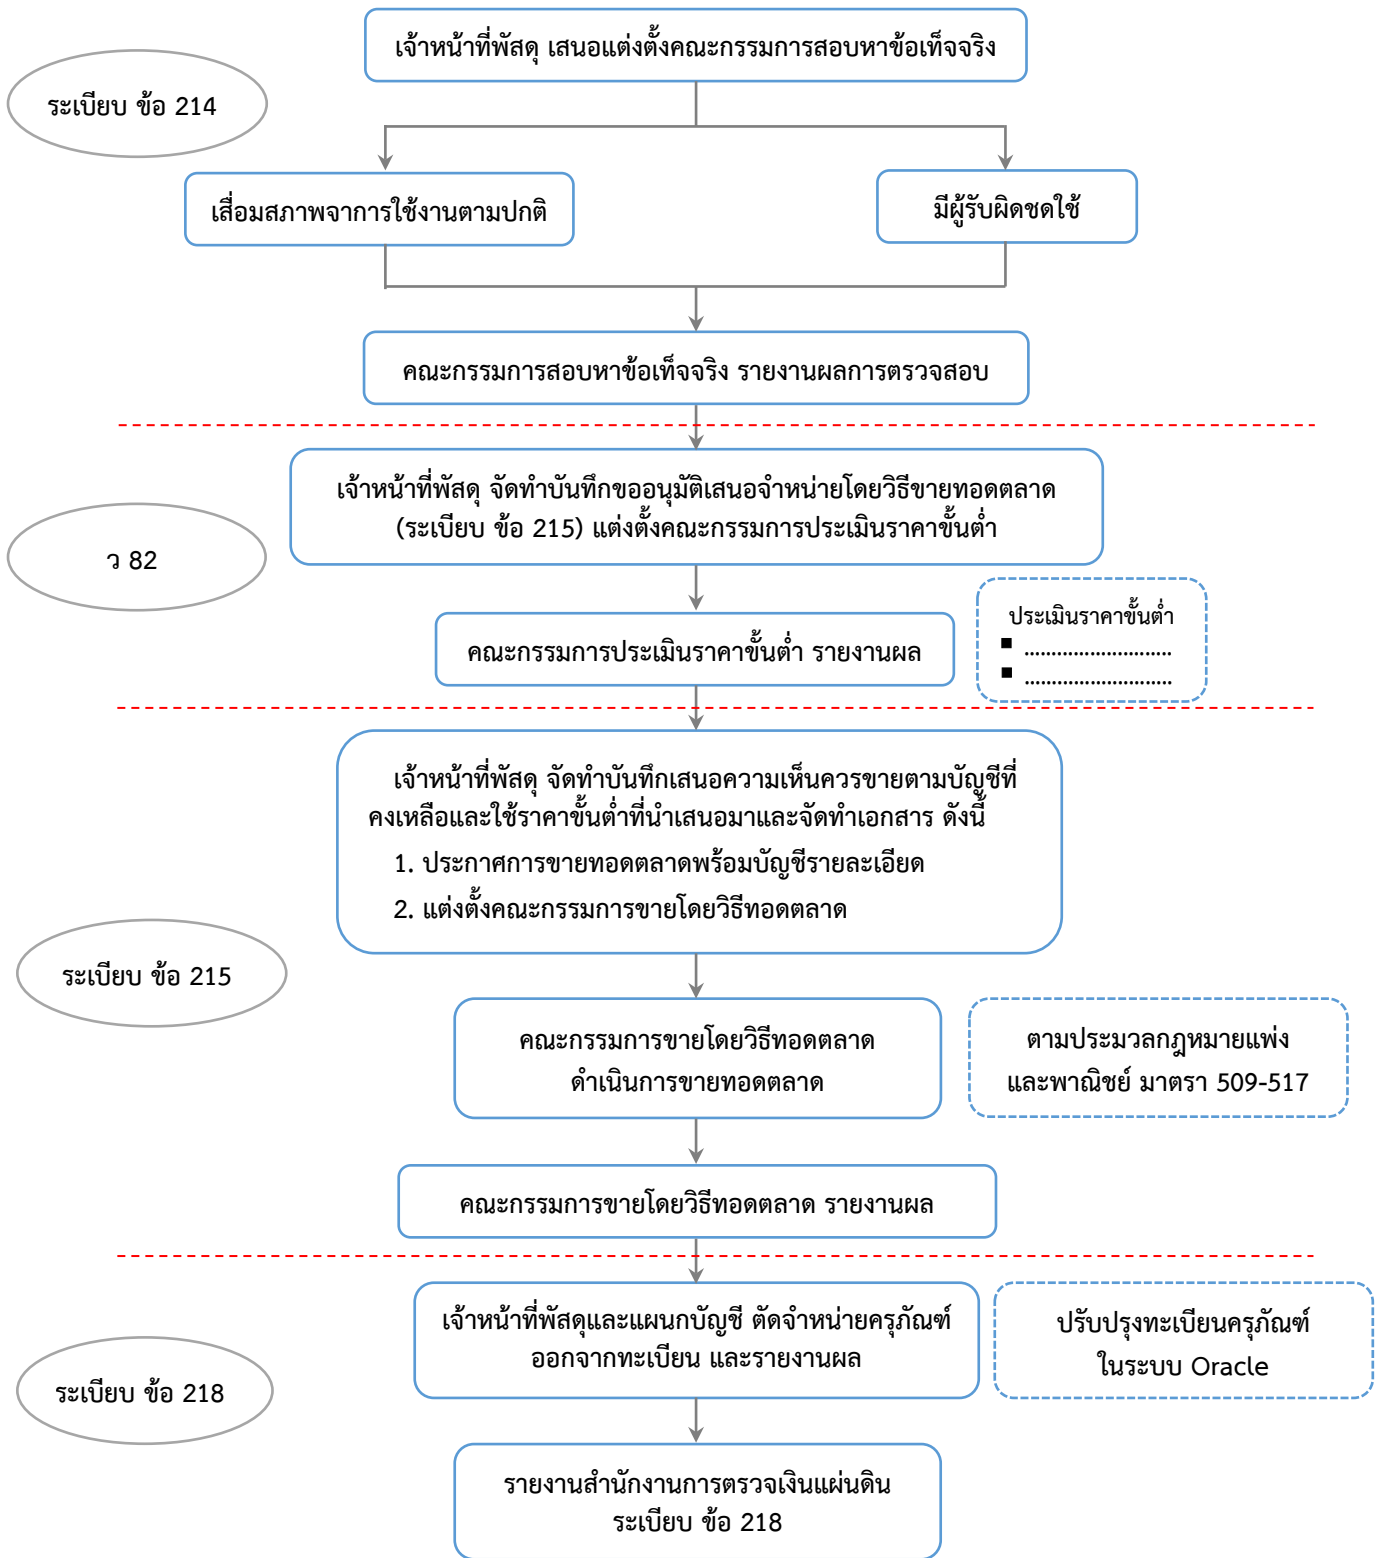 เจ้าหน้าที่พัสดุ เสนอแต่งตั้งคณะกรรมการสอบหาข้อเท็จจริง
ระเบียบ ข้อ 214
เสื่อมสภาพจาการใช้งานตามปกติ
มีผู้รับผิดชดใช้
คณะกรรมการสอบหาข้อเท็จจริง รายงานผลการตรวจสอบ
เจ้าหน้าที่พัสดุ จัดทำบันทึกขออนุมัติเสนอจำหน่ายโดยวิธีขายทอดตลาด
(ระเบียบ ข้อ 215) แต่งตั้งคณะกรรมการประเมินราคาขั้นต่ำ
ว 82
ประเมินราคาขั้นต่ำ
▪ ...........................
▪ ...........................
คณะกรรมการประเมินราคาขั้นต่ำ รายงานผล
เจ้าหน้าที่พัสดุ จัดทำบันทึกเสนอความเห็นควรขายตามบัญชีที่
คงเหลือและใช้ราคาขั้นต่ำที่นำเสนอมาและจัดทำเอกสาร ดังนี้
1. ประกาศการขายทอดตลาดพร้อมบัญชีรายละเอียด
2. แต่งตั้งคณะกรรมการขายโดยวิธีทอดตลาด
ระเบียบ ข้อ 215
คณะกรรมการขายโดยวิธีทอดตลาด
ดำเนินการขายทอดตลาด
ตามประมวลกฎหมายแพ่ง
และพาณิชย์ มาตรา 509-517
คณะกรรมการขายโดยวิธีทอดตลาด รายงานผล
เจ้าหน้าที่พัสดุและแผนกบัญชี ตัดจำหน่ายครุภัณฑ์
ออกจากทะเบียน และรายงานผล
ปรับปรุงทะเบียนครุภัณฑ์
ในระบบ Oracle
ระเบียบ ข้อ 218
รายงานสำนักงานการตรวจเงินแผ่นดิน
ระเบียบ ข้อ 218